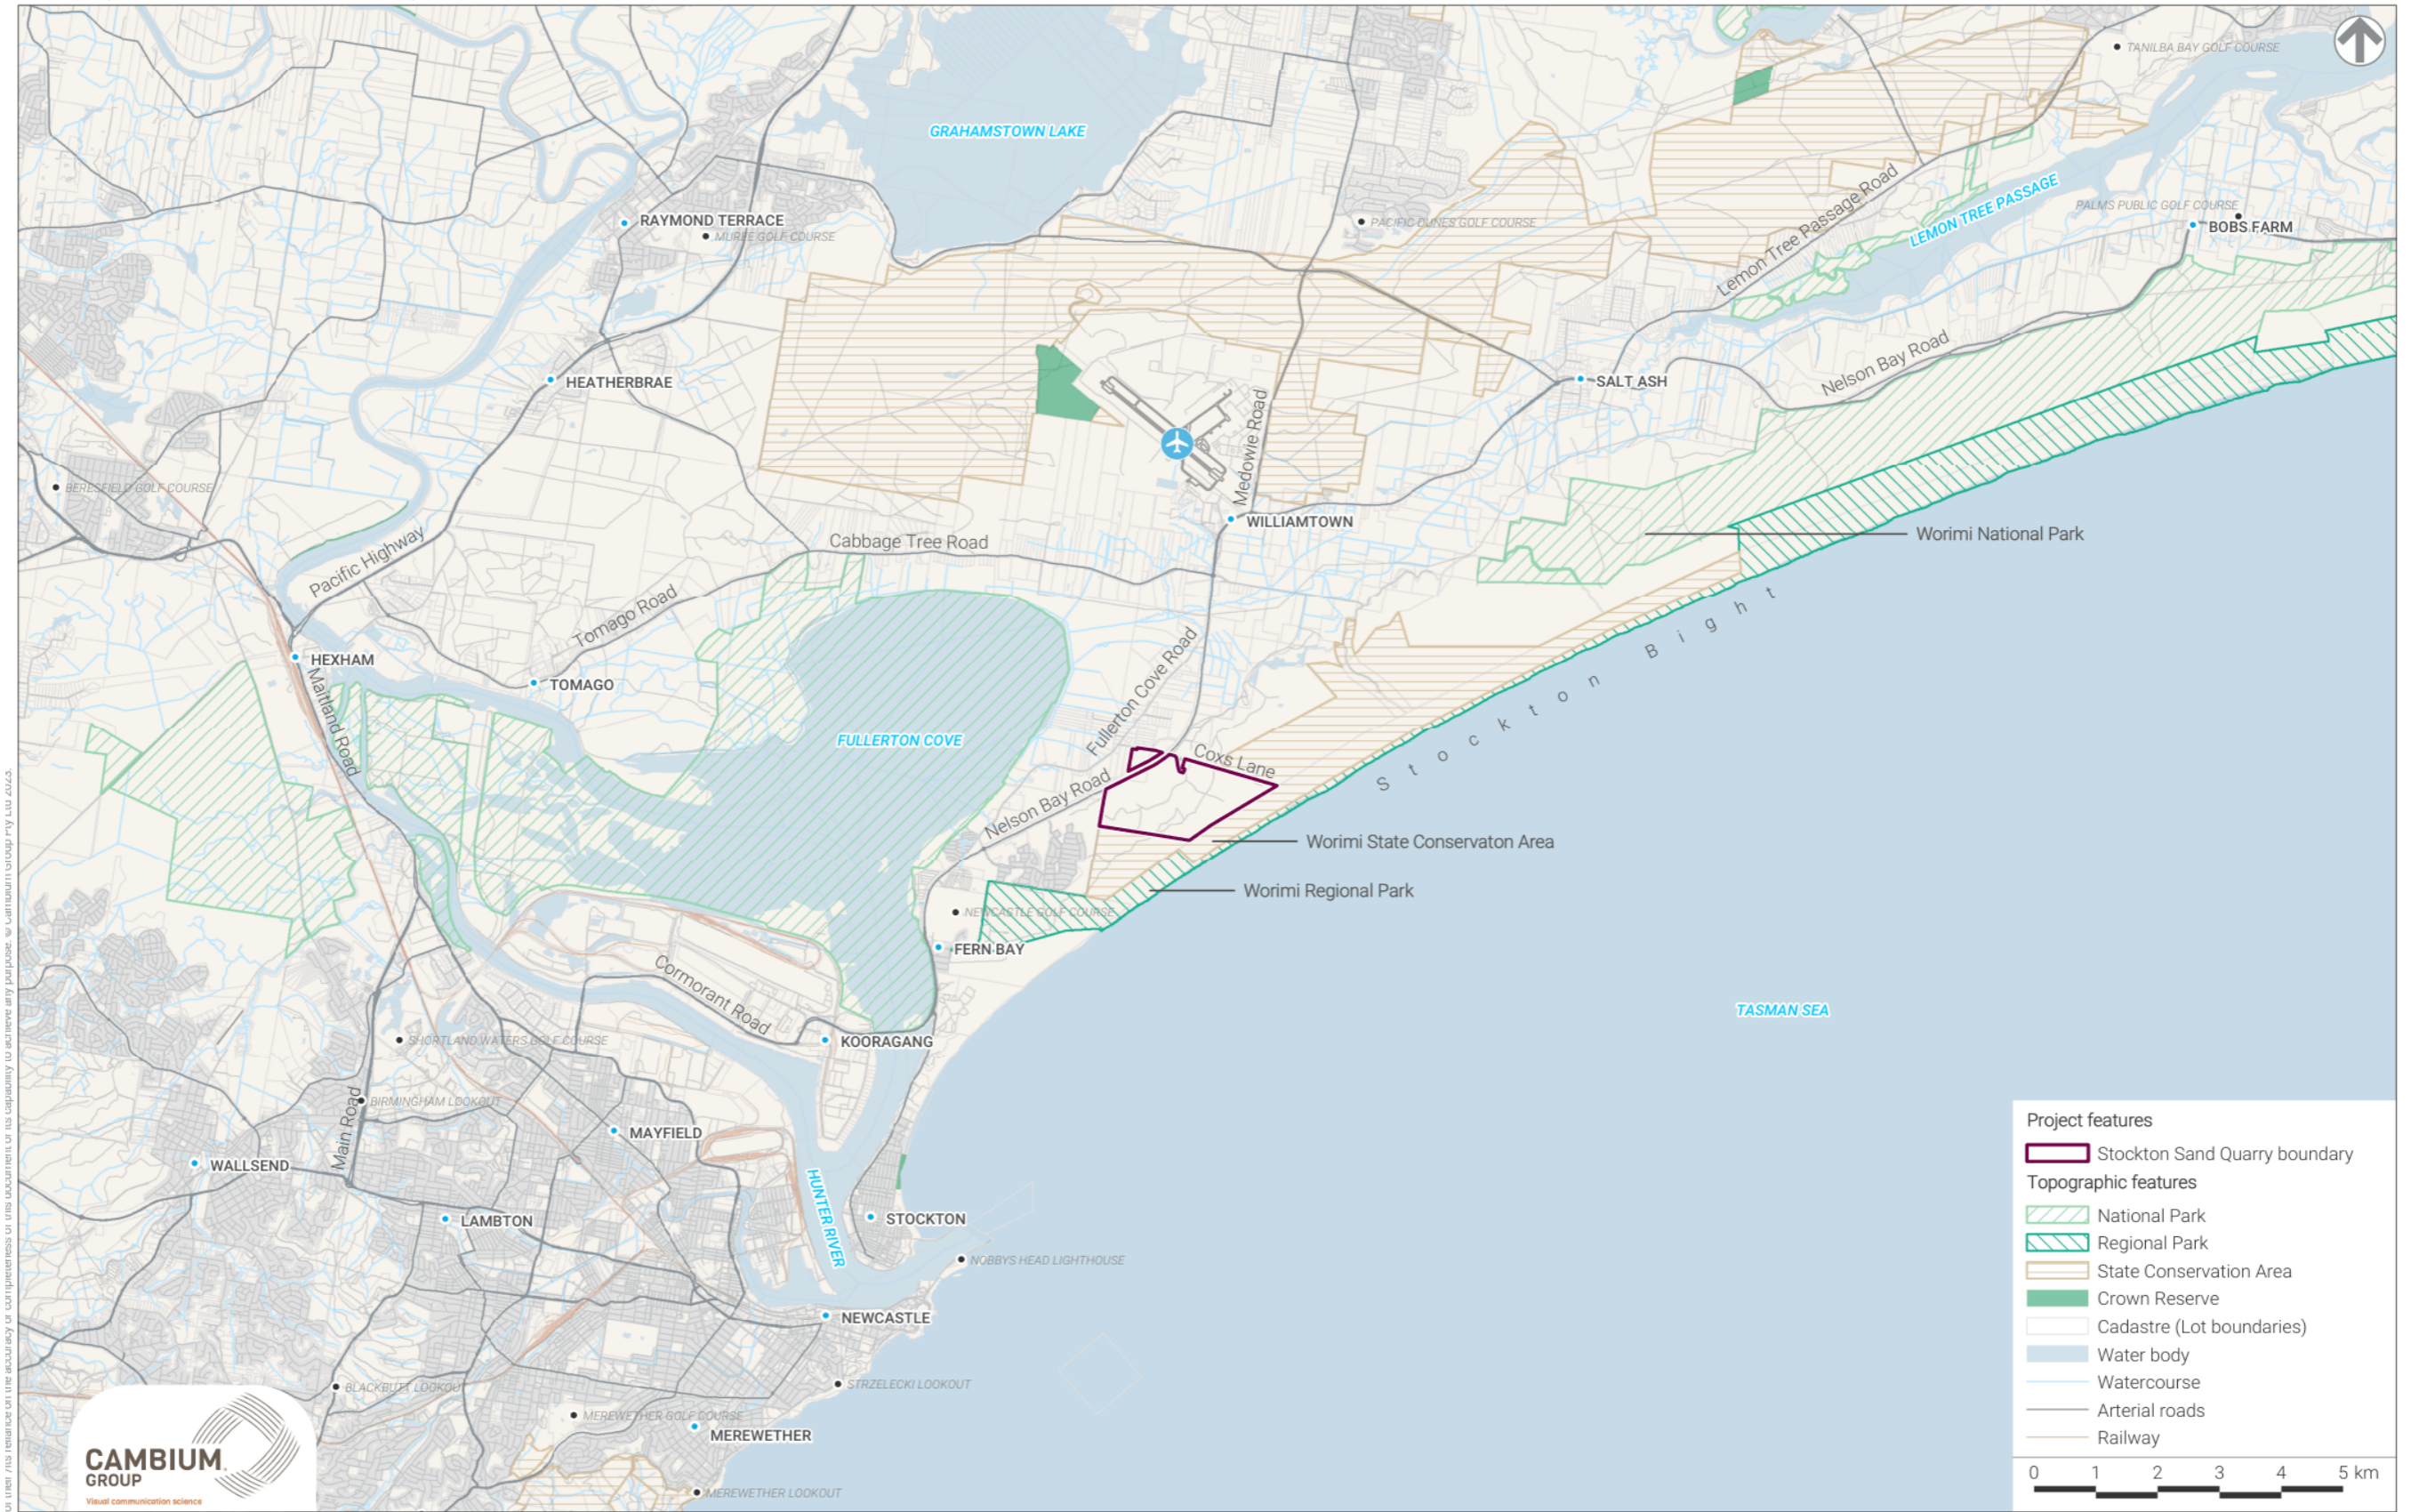 TANILBA BAY GOLF COURSE
GRAHAMSTOWN LAKE
RAYMOND TERRACE
MUREE GOLF COURSE
PACIFIC DUNES GOLF COURSE
Lemon Tree Passage Road
LEMON TREE PASSAGE
PALMS PUBLIC GOLF COURSE
BOBS FARM
HEATHERBRAE
SALT ASH
Nelson Bay Road
Medowie Road
BERESFIELD GOLF COURSE
WILLIAMTOWN
Cabbage Tree Road
Worimi National Park
Pacific Highway
Tomago Road
Stockton Bight
HEXHAM
Maitland Road
TOMAGO
Fullerton Cove Road
FULLERTON COVE
Coxs Lane
Nelson Bay Road
Worimi State Conservaton Area
Worimi Regional Park
NEWCASTLE GOLF COURSE
FERN BAY
Cormorant Road
TASMAN SEA
SHORTLAND WATERS GOLF COURSE
KOORAGANG
BIRMINGHAM LOOKOUT
Main Road
MAYFIELD
WALLSEND
HUNTER RIVER
LAMBTON
STOCKTON
NOBBYS HEAD LIGHTHOUSE
NEWCASTLE
BLACKBUTT LOOKOUT
STRZELECKI LOOKOUT
MEREWETHER GOLF COURSE
MEREWETHER
MEREWETHER LOOKOUT
CAMBIUM
GROUP
Visual communication science
Project features
Stockton Sand Quarry boundary
Topographic features
National Park
Regional Park
State Conservation Area
Crown Reserve
Cadastre (Lot boundaries)
Water body
Watercourse
Arterial roads
Railway
0 1 2 3 4 5 km